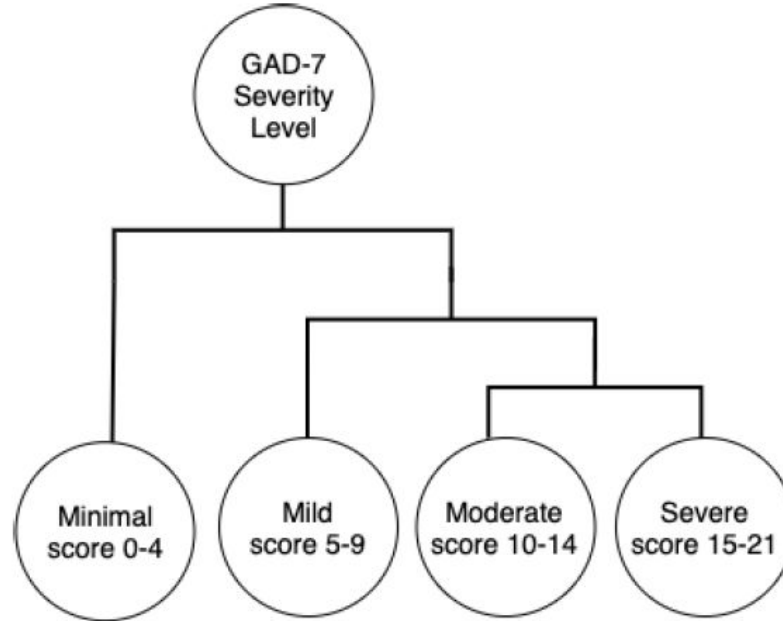 GAD-7
Severity
Level
Minimal
score 0-4
Mild
score 5-9
Moderate
score 10-14
Severe
score 15-21